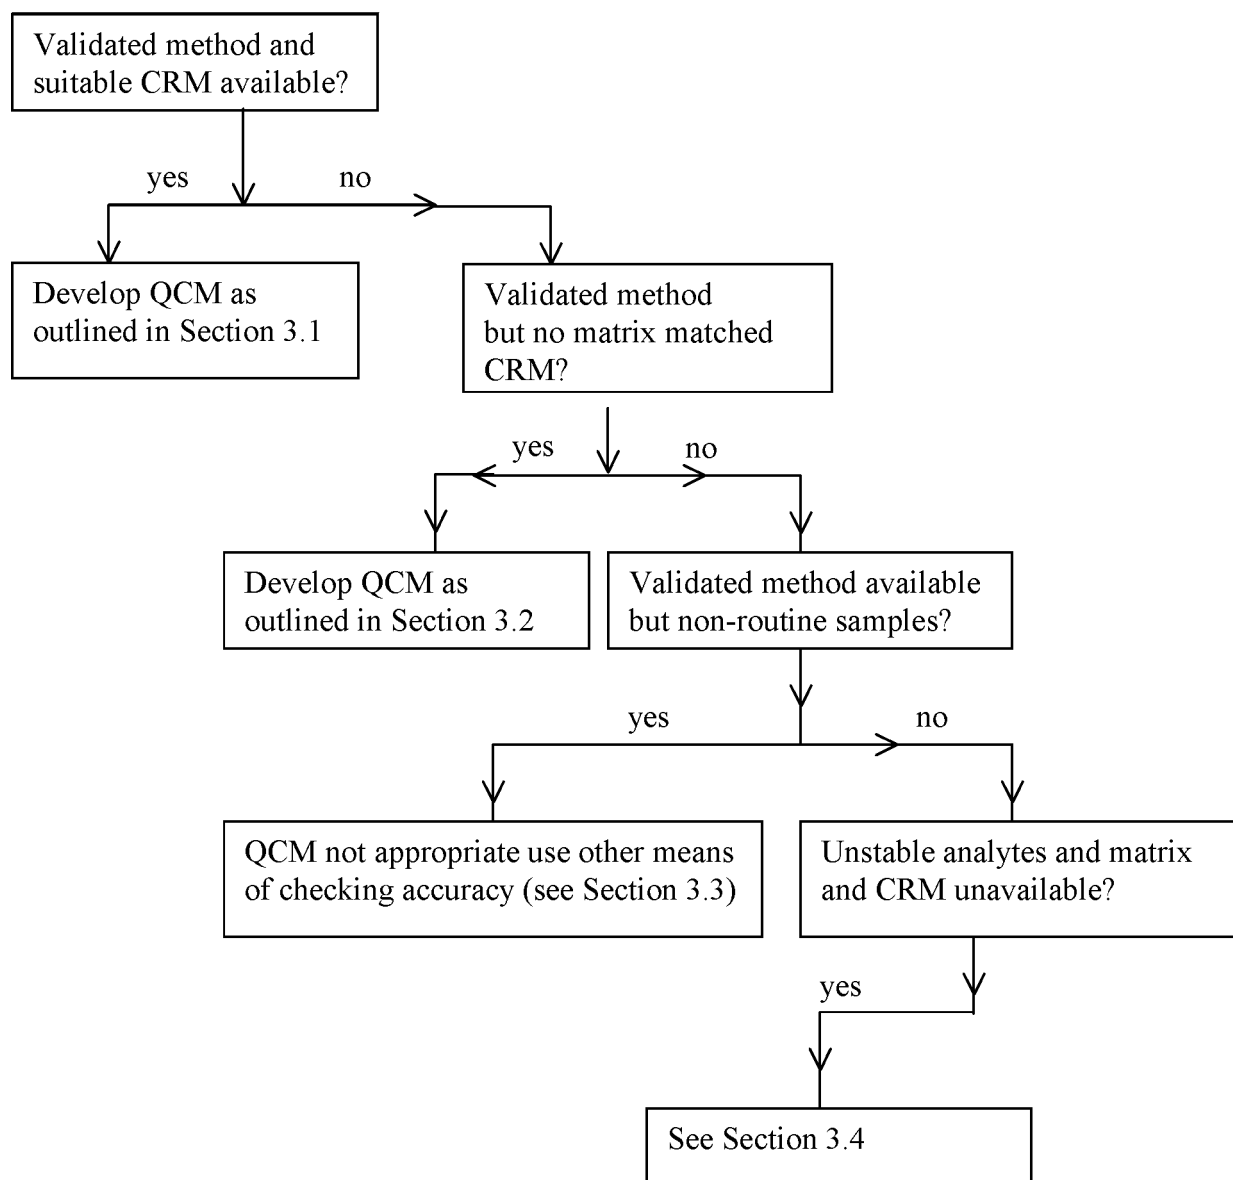 Validated method and
suitable CRM available?
yes
no
Develop QCM as
outlined in Section 3.1
Validated method
but no matrix matched
CRM?
yes
no
Develop QCM as
outlined in Section 3.2
Validated method available
but non-routine samples?
yes
no
QCM not appropriate use other means
of checking accuracy (see Section 3.3)
Unstable analytes and matrix
and CRM unavailable?
yes
See Section 3.4